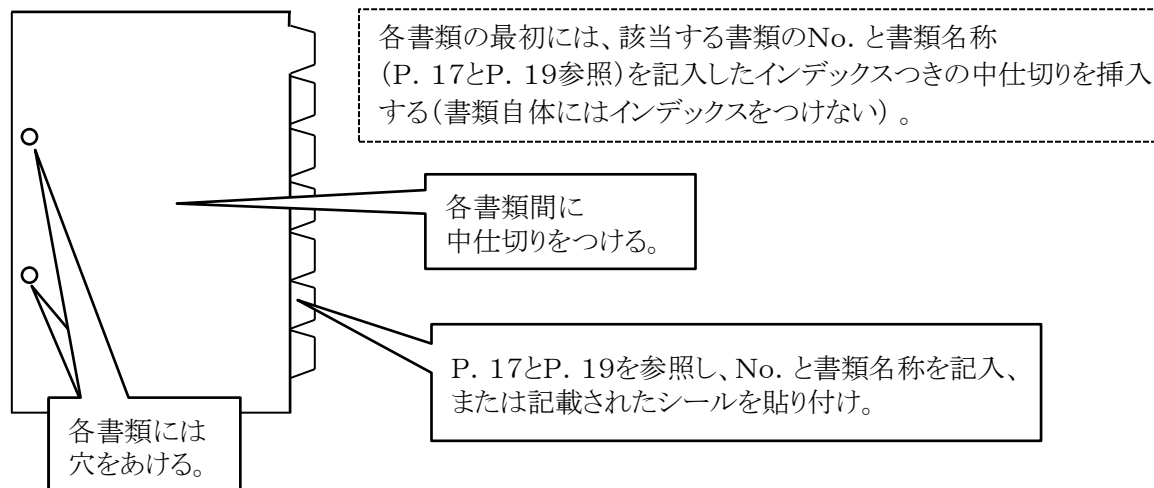 各書類の最初には、該当する書類のNo. と書類名称
(P. 17とP. 19参照)を記入したインデックスつきの中仕切りを挿入
する(書類自体にはインデックスをつけない) 。
各書類間に
中仕切りをつける。
P. 17とP. 19を参照し、No. と書類名称を記入、
または記載されたシールを貼り付け。
各書類には
穴をあける。